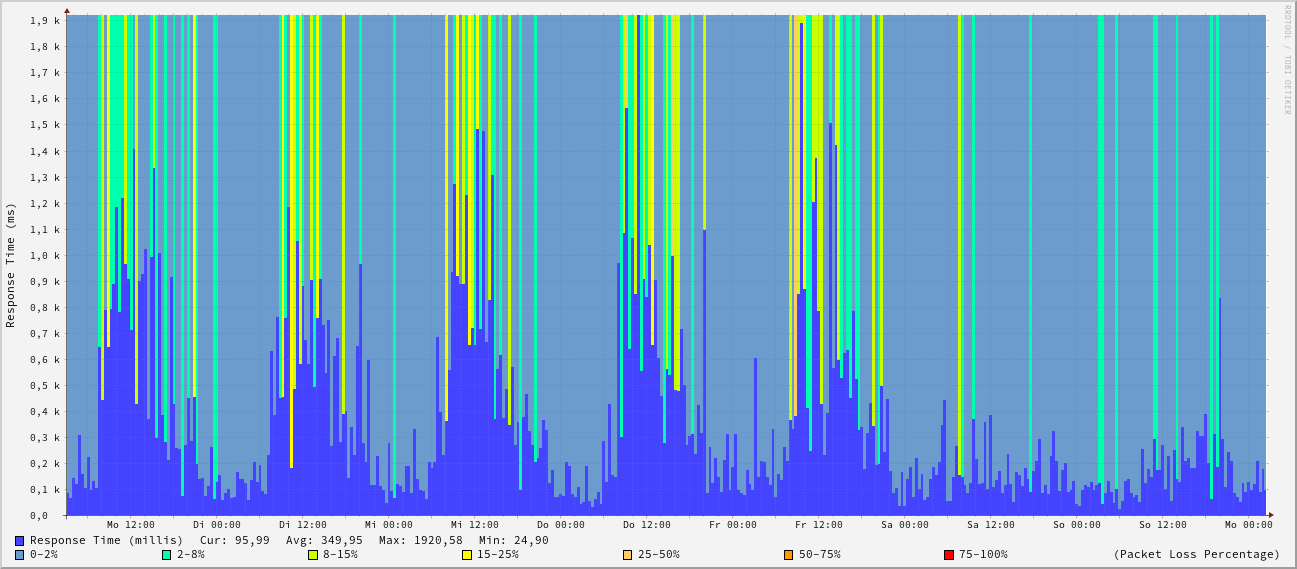 RRDTOOL / TOBI OETIKER
Response Time (ms)
1,9 k
1,8 k
1,7 k
1,6 k
1,5 k
1,4 k
1,3 k
1,2 k
1,1 k
1,0 k
0,9 k
0,8 k
0,7 k
0,6 k
0,5 k
0,4 k
0,3 k
0,2 k
0,1 k
0,0
Mo 12:00 Di 00:00 Di 12:00 Mi 00:00 Mi 12:00 Do 00:00 Do 12:00 Fr 00:00 Fr 12:00 Sa 00:00 Sa 12:00 So 00:00 So 12:00 Mo 00:00
Response Time (millis) Cur: 95,99 Avg: 349,95 Max: 1920,58 Min: 24,90
0-2% 2-8% 8-15% 15-25% 25-50% 50-75% 75-100% (Packet Loss Percentage)